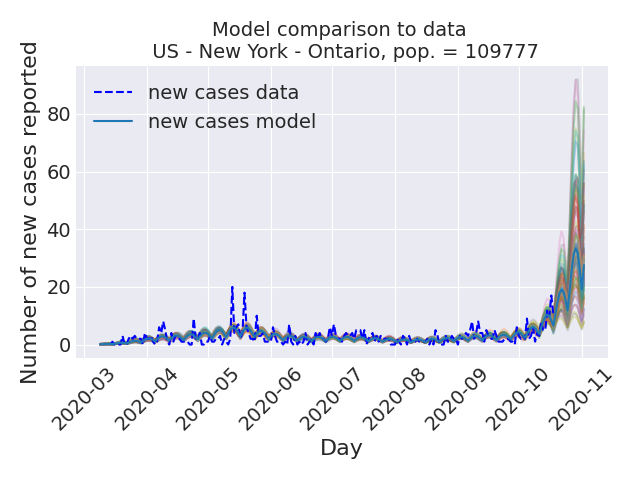 Model comparison to data
US - New York - Ontario, pop. = 109777
Number of new cases reported
new cases data
new cases model
80
60
40
20
0
2020-03
2020-04
2020-05
2020-06
2020-07
2020-08
2020-09
2020-10
2020-11
Day